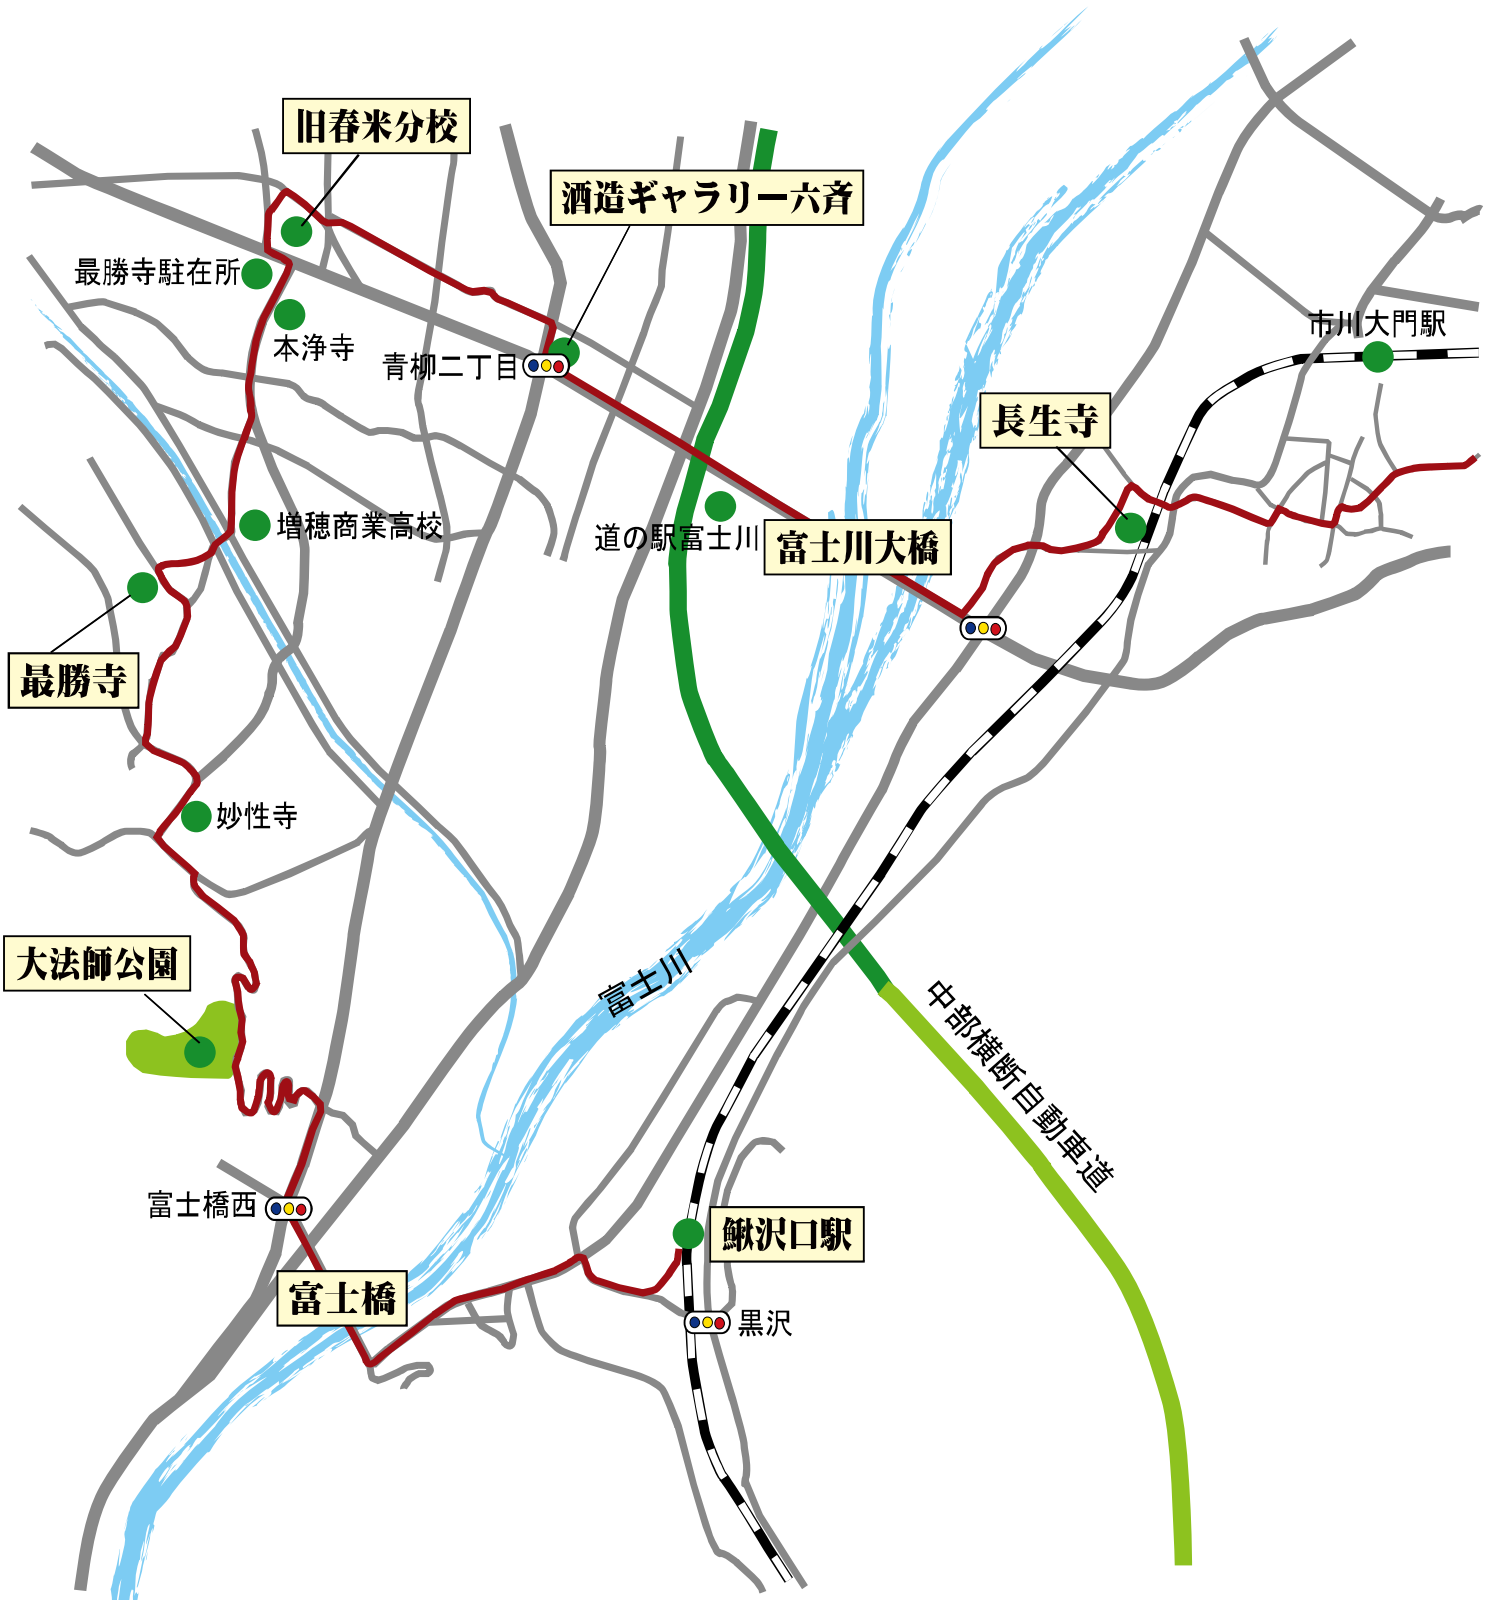 旧春米分校
酒造ギャラリー六斉
最勝寺駐在所
本浄寺
青柳二丁目
市川大門駅
長生寺
増穂商業高校
道の駅富士川
富士川大橋
最勝寺
妙性寺
大法師公園
富士川
中部横断自動車道
富士橋西
鰍沢口駅
富士橋
黒沢